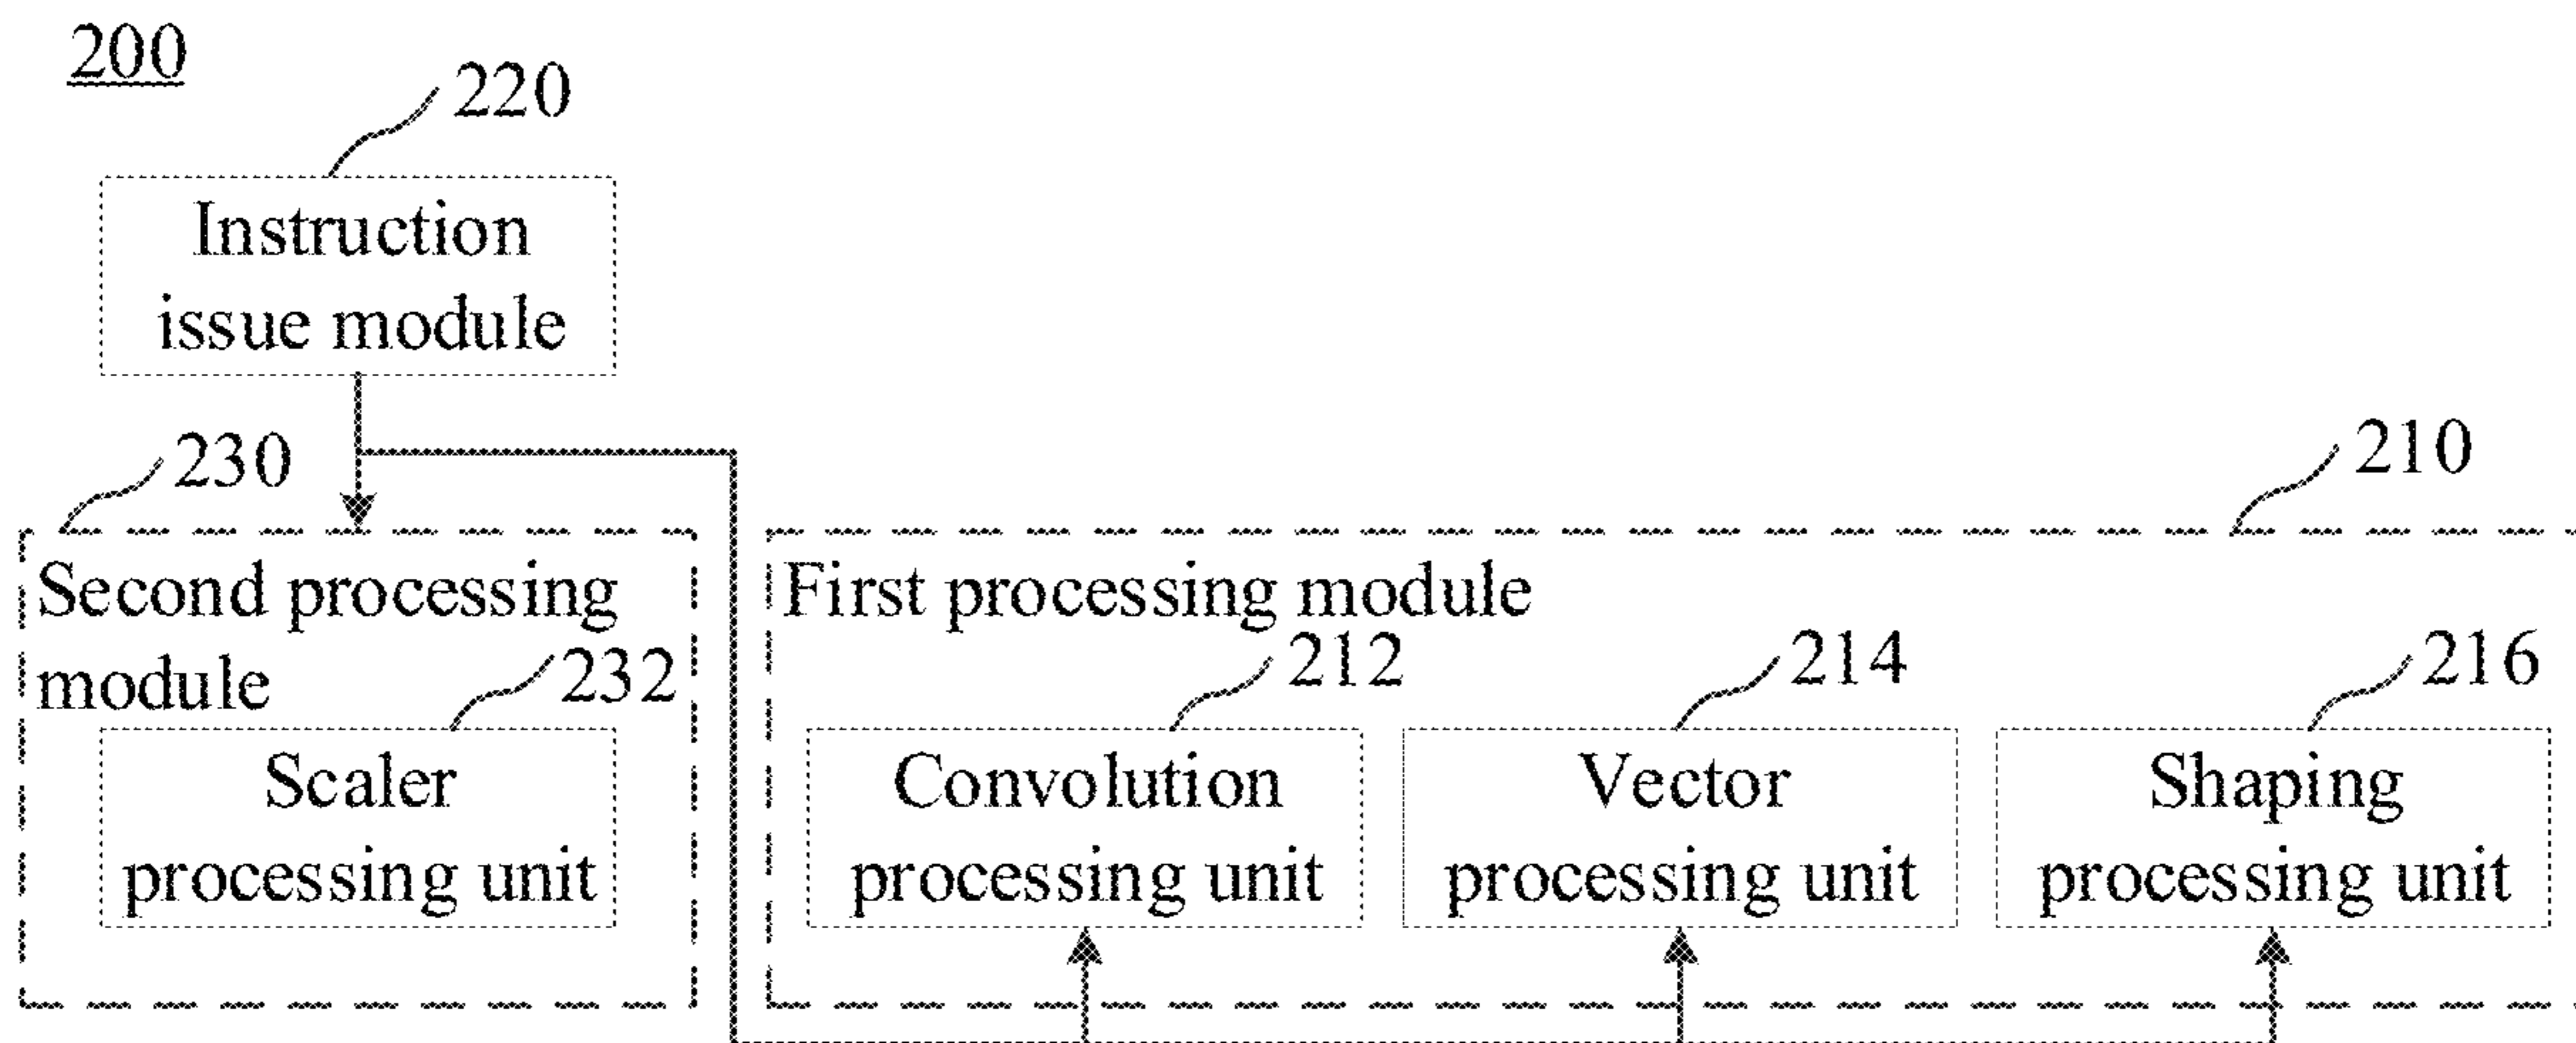 200
220
Instruction
issue module
230
210
Second processing
module
First processing module
232
212
214
216
Scaler
processing unit
Convolution
processing unit
Vector
processing unit
Shaping
processing unit